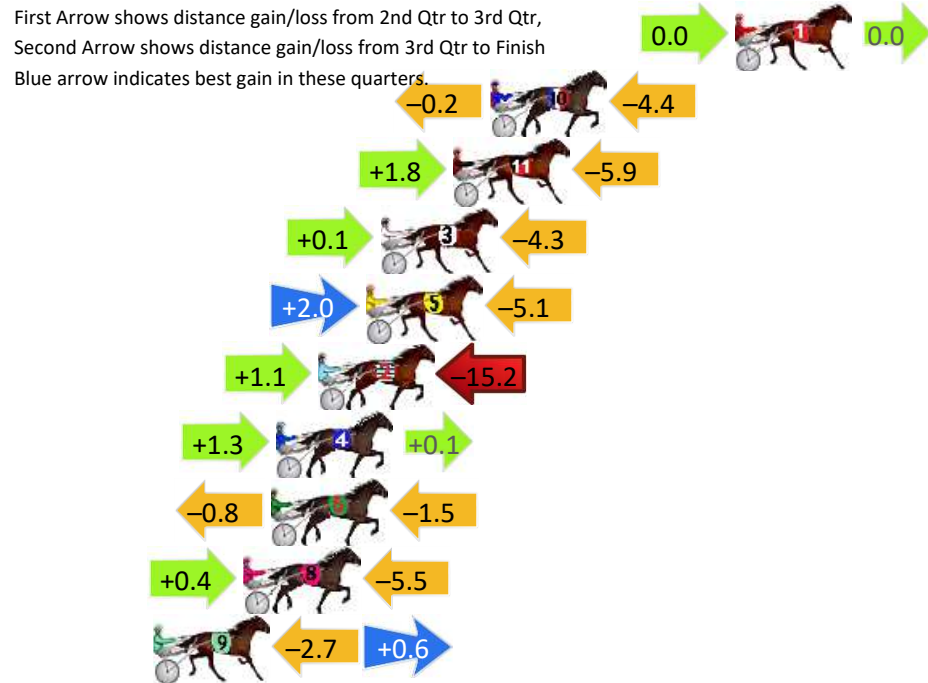 First Arrow shows distance gain/loss from 2nd Qtr to 3rd Qtr,
Second Arrow shows distance gain/loss from 3rd Qtr to Finish
Blue arrow indicates best gain in these quarters.
0.0 1 0.0
–0.2 10 –4.4
+1.8 11 –5.9
+0.1 3 –4.3
+2.0 5 –5.1
+1.1 2 –15.2
+1.3 4 +0.1
–0.8 6 –1.5
+0.4 8 –5.5
9 –2.7 +0.6